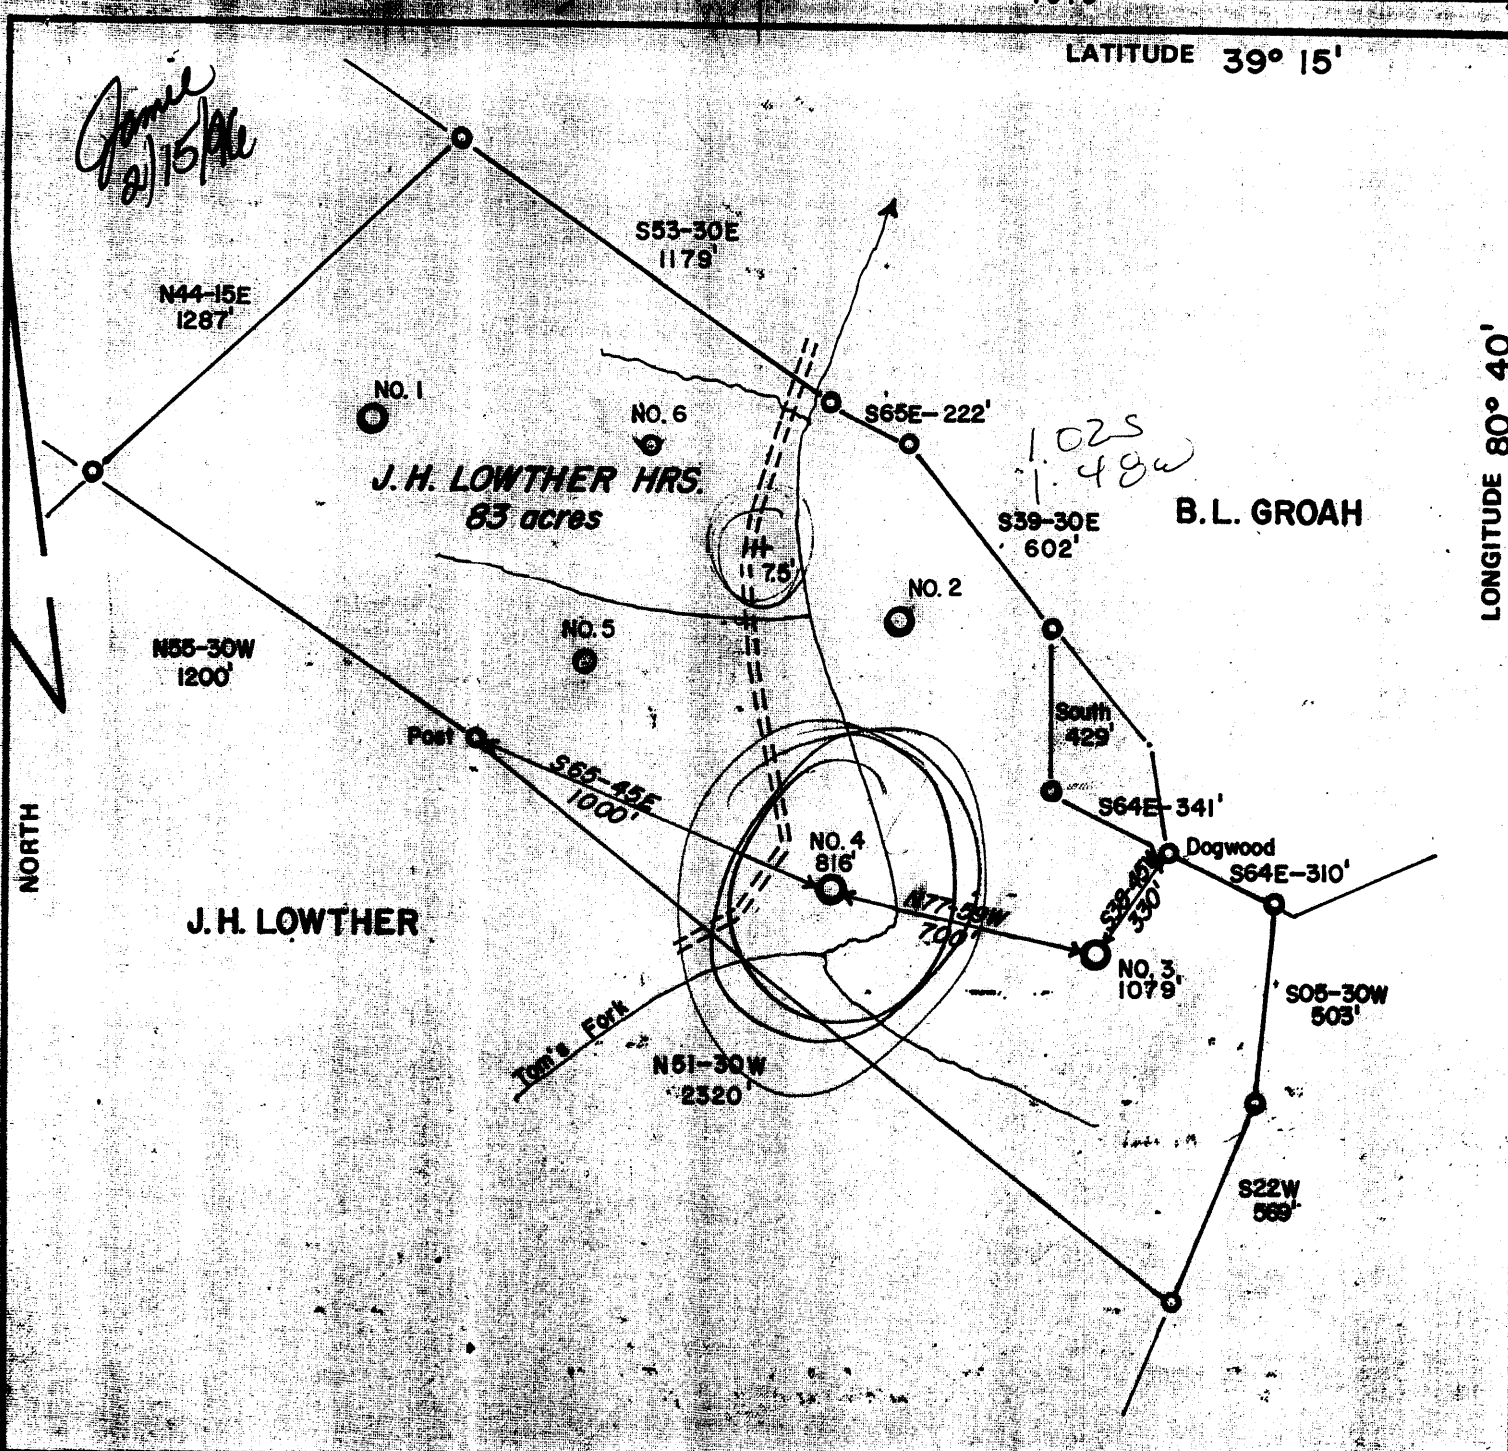 LATITUDE 39° 15'
2/15/
S53-30E
1179'
N44-15E
1287'
LONGITUDE 80° 40'
NO. 1
NO. 6
S65E-222'
1.02S
1.48W
J. H. LOWTHER HRS.
83 acres
S39-30E
602'
B. L. GROAH
7.5'
NO. 2
NO. 5
N55-30W
1200'
South
429'
Post
S65-45E
1000'
S64E-341'
NORTH
NO. 4
816'
Dogwood
S64E-310'
330'
J. H. LOWTHER
N77-59W
700'
NO. 3
1079'
S05-30W
503'
Tom's Fork
N51-30W
2320'
S22W
569'